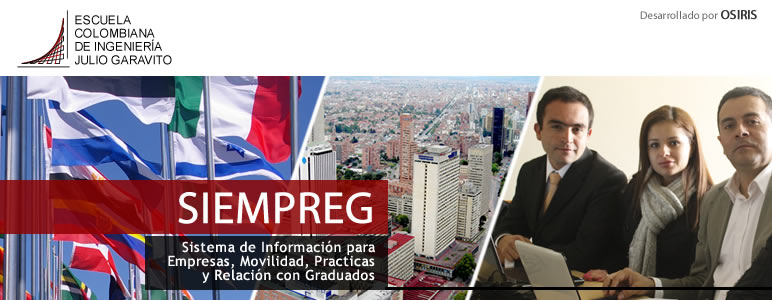 ESCUELA
COLOMBIANA
DE INGENIERÍA
JULIO GARAVITO
Desarrollado por OSIRIS
SIEMPREG
Sistema de Información para
Empresas, Movilidad, Practicas
y Relación con Graduados